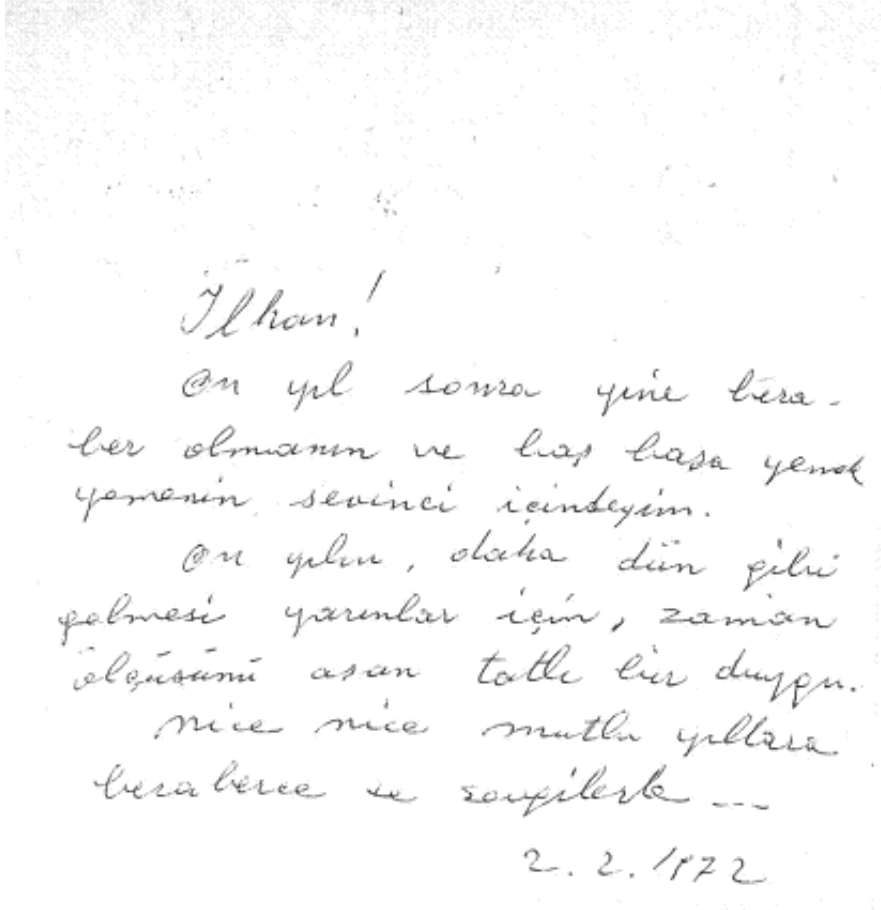 İlhan!
On yıl sonra yine bera-
ber olmanın ve baş başa yemek
yemenin sevinci içindeyim.
On yılın, daha dün gibi
gelmesi yarınlar için, zaman
ölçüsünü aşan tatlı bir duygu.
Nice nice mutlu yıllara
beraberce ve sevgilerle ---
2.2.1972